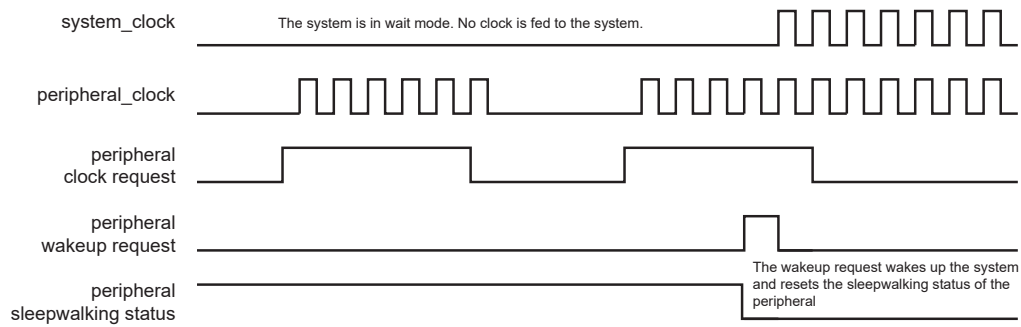 system_clock
The system is in wait mode. No clock is fed to the system.
peripheral_clock
peripheral
clock request
peripheral
wakeup request
The wakeup request wakes up the system
and resets the sleepwalking status of the
peripheral
peripheral
sleepwalking status